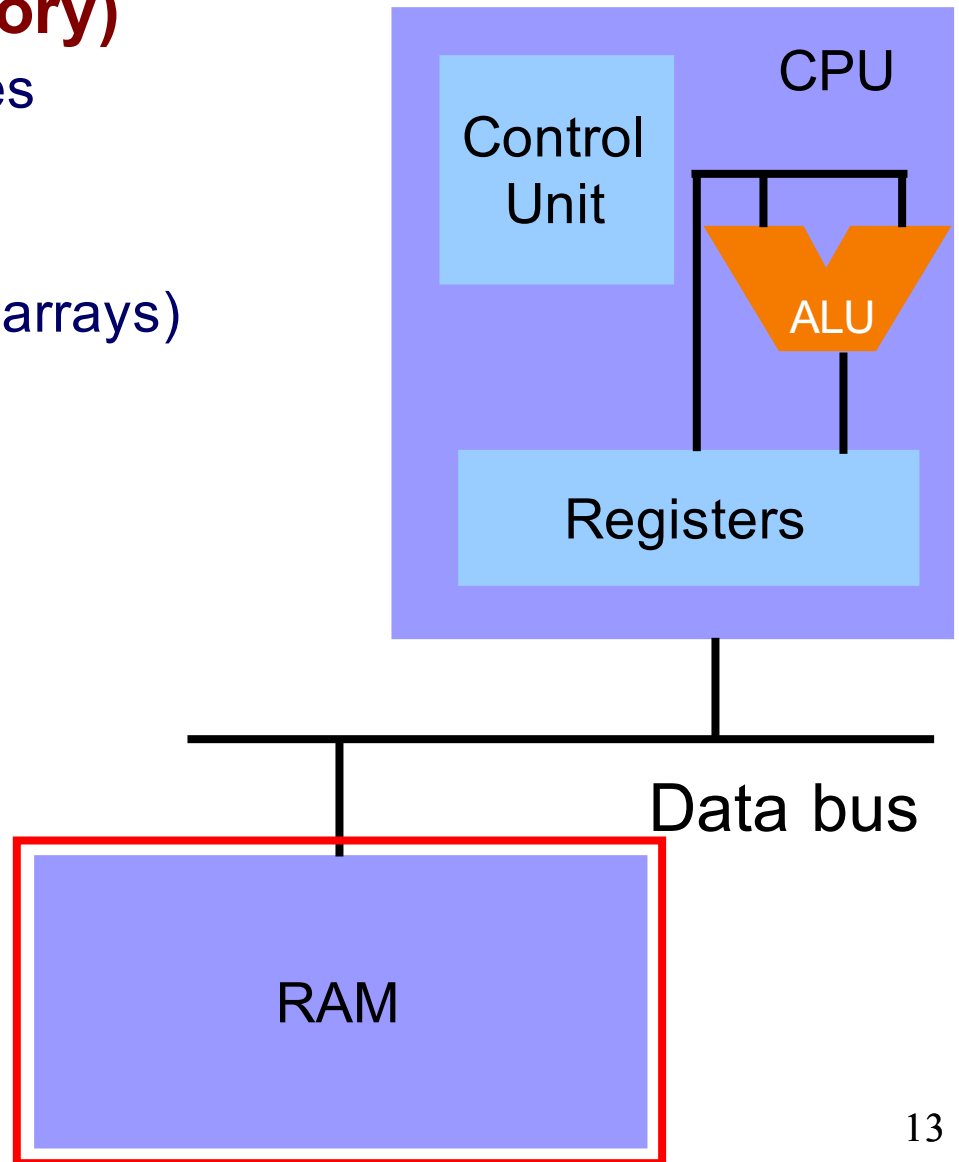 ory)
es
arrays)
CPU
Control
Unit
ALU
Registers
Data bus
RAM
13